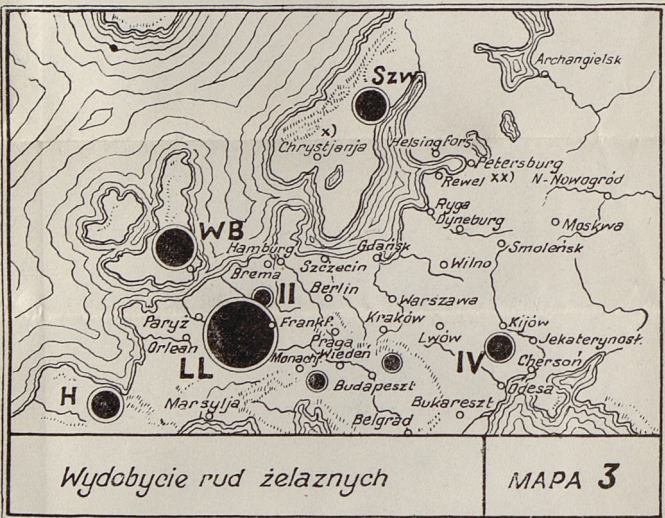 Archangielsk
Szw
x)
Chrystjanja
Helsingfors
Petersburg
Rewel xx)
N-Nowogród
Ryga
Dyneburg
Moskwa
WB
Hamburg
Gdańsk
Smoleńsk
Brema
Szczecin
Wilno
II
Berlin
Warszawa
Paryż
Frankf.
Kraków
Kijów
Orlean
Praga
Lwów
Jekaterynosł.
LL
Monach
Wiedeń
IV
Chersoń
H
Budapeszt
Odesa
Marsylja
Bukareszt
Belgrad
Wydobycie rud żelaznych
MAPA 3